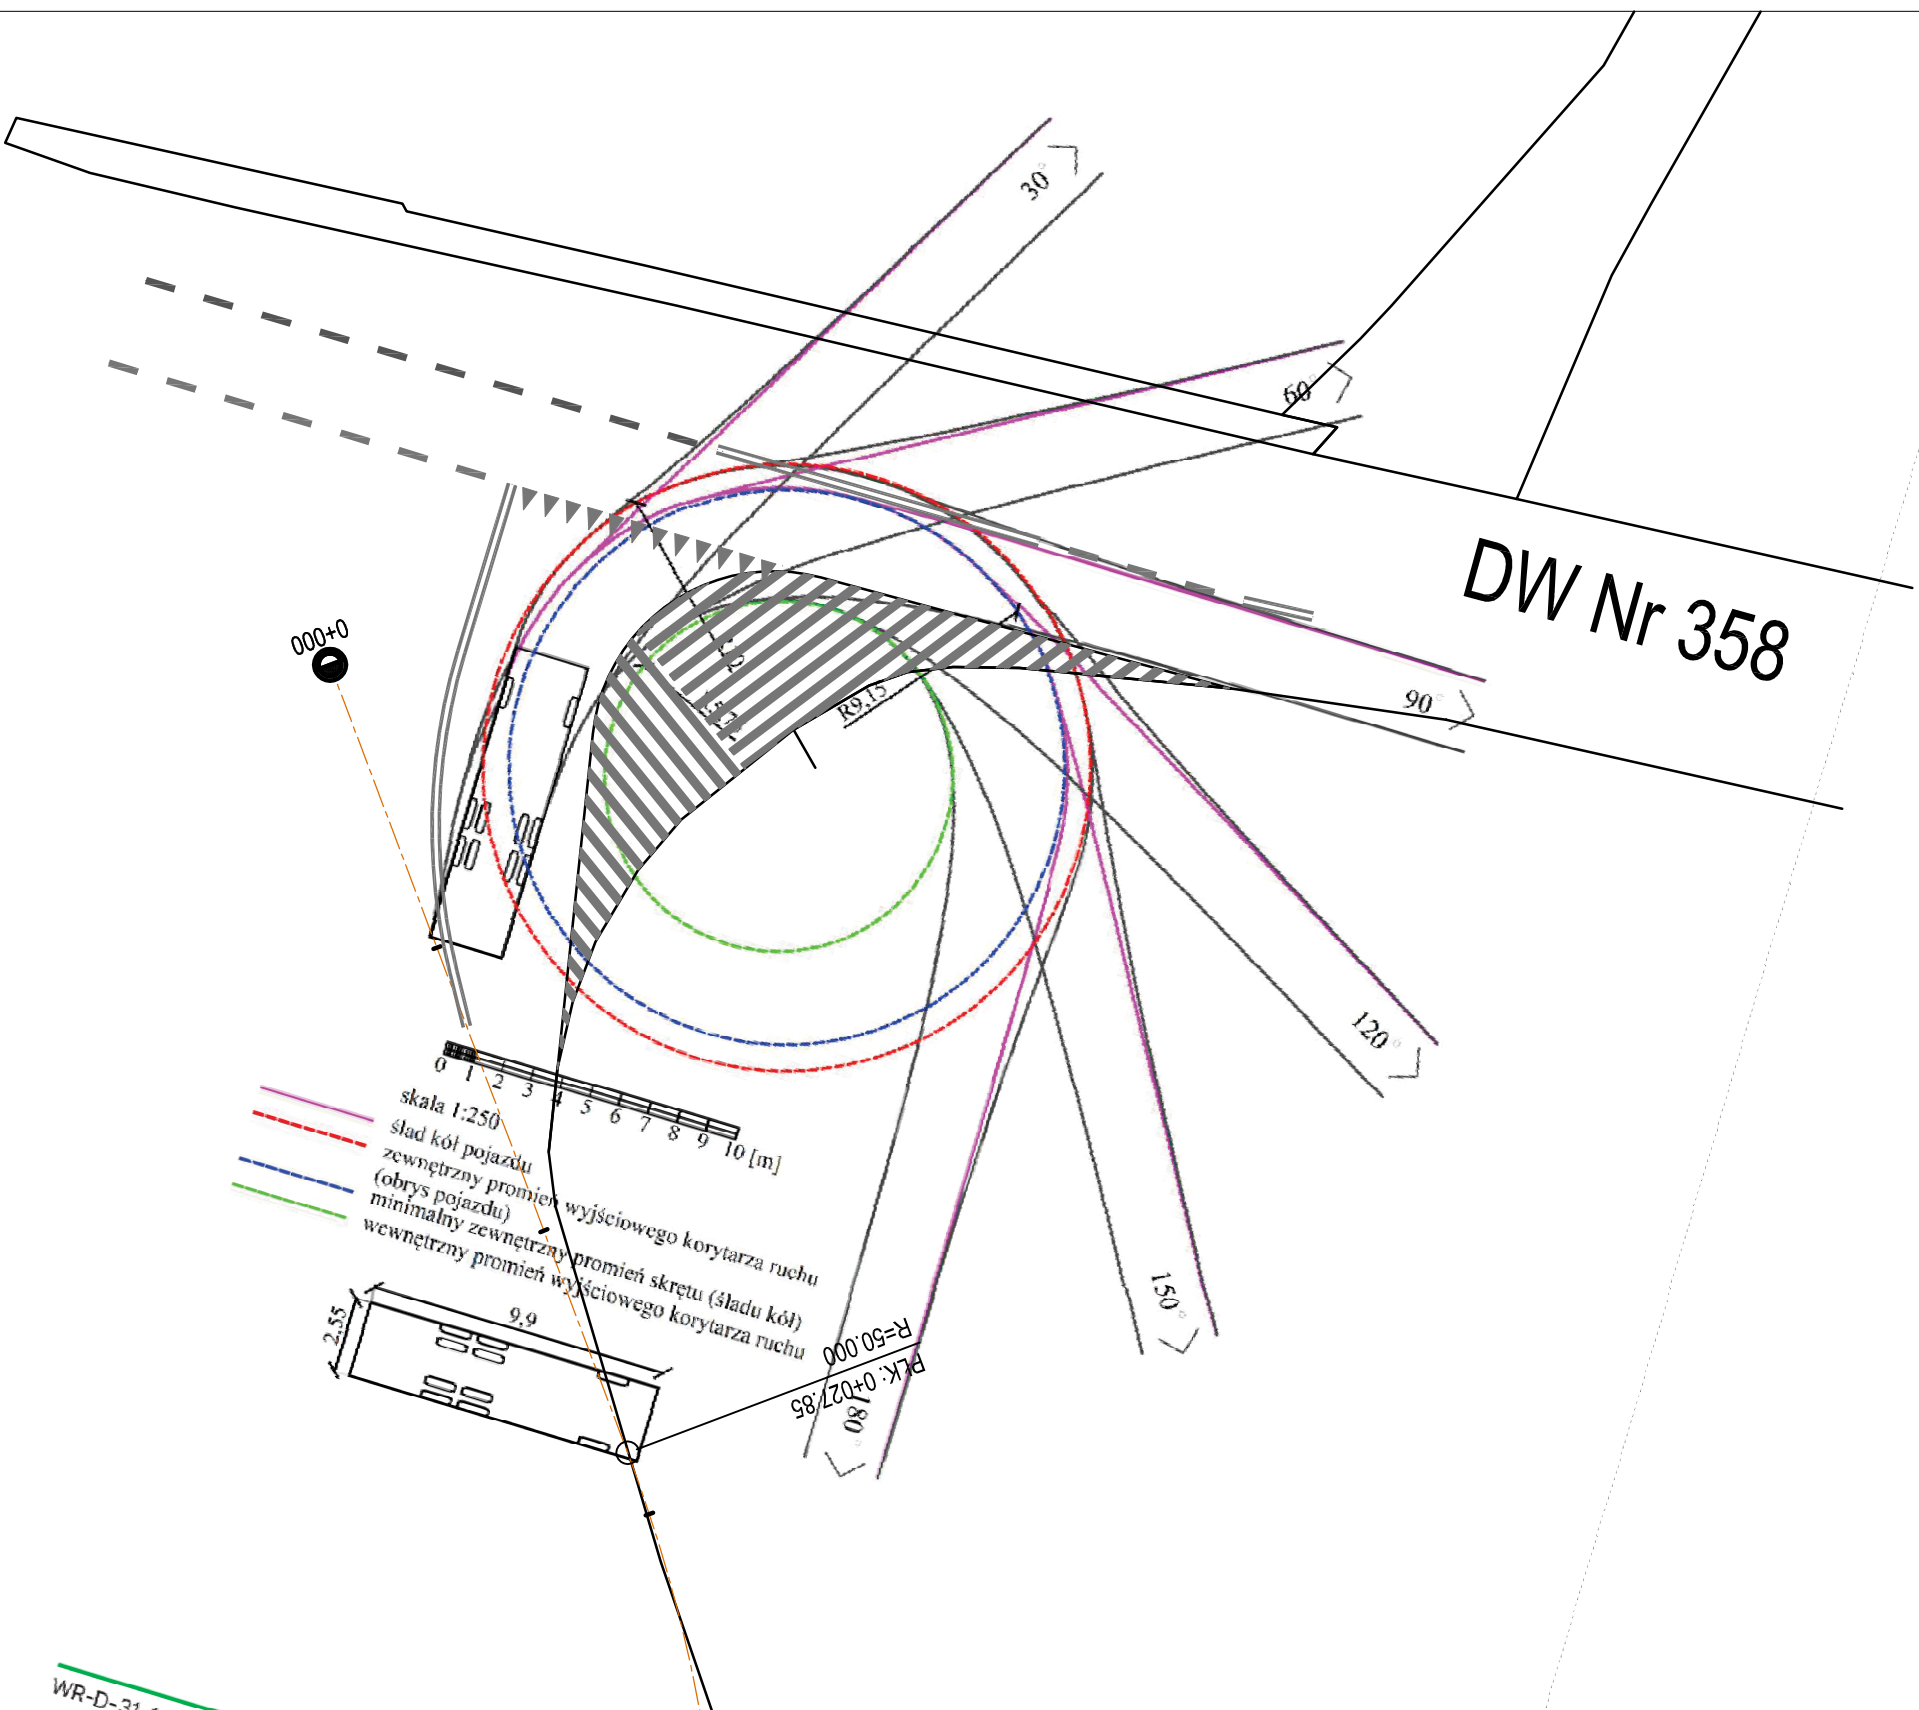 30°
60°
DW Nr 358
0+000
R9,15
90°
120°
0 1 2 3 4 5 6 7 8 9 10 [m]
skala 1:250
ślad kół pojazdu
zewnętrzny promień wyjściowego korytarza ruchu
(obrys pojazdu)
minimalny zewnętrzny promień skrętu (śladu kół)
wewnętrzny promień wyjściowego korytarza ruchu
9,9
2,55
150°
R=50.000
PŁK: 0+027.85
180°
WR-D-31